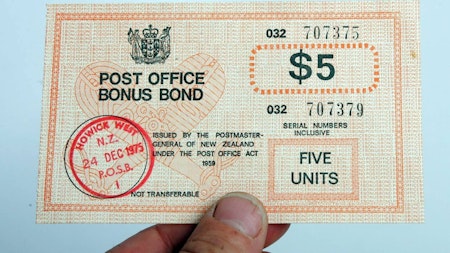 032 707375
POST OFFICE
BONUS BOND
$5
032 707379
SERIAL NUMBERS
INCLUSIVE
ISSUED BY THE POSTMASTER-
GENERAL OF NEW ZEALAND
UNDER THE POST OFFICE ACT
1959
HOWICK WEST
N.Z.
24 DEC 1975
P.O.S.B.
1
FIVE
UNITS
NOT TRANSFERABLE